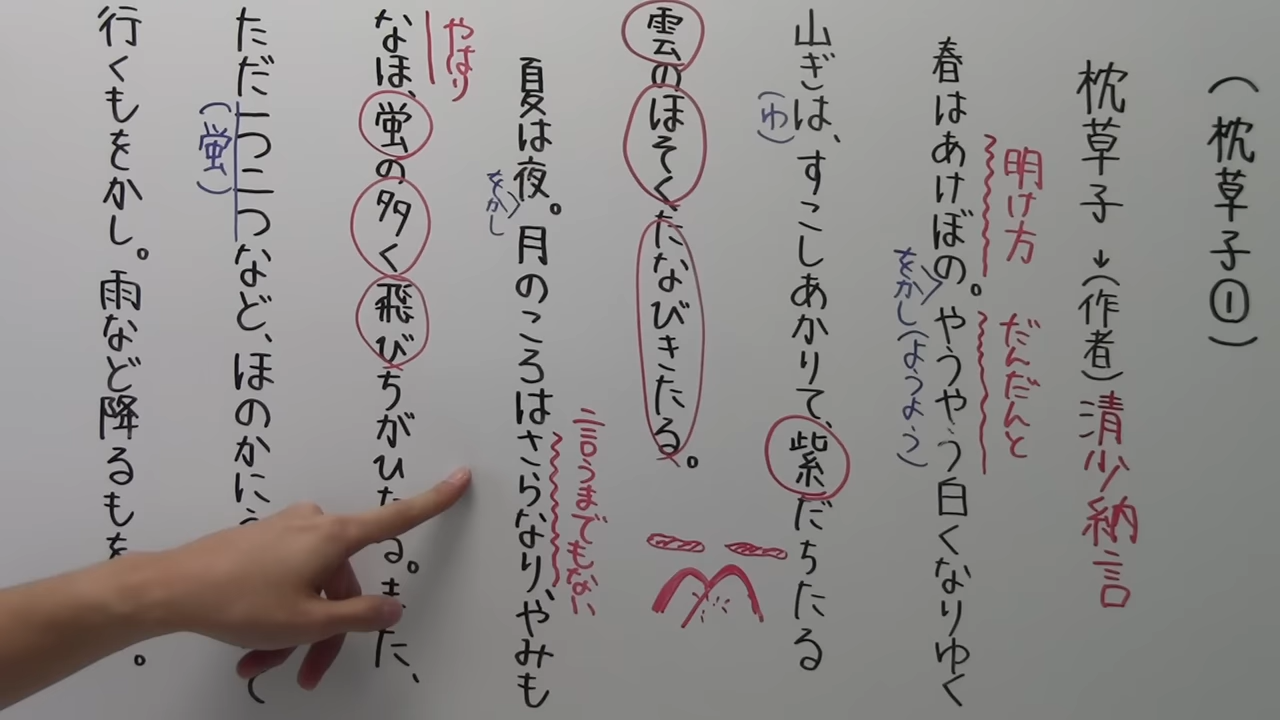 (枕草子①)
枕草子→(作者)清少納言
明け方 だんだんと
春はあけぼの。やうやう白くなりゆく
をかし(ようよう)
山ぎは、すこしあかりて、紫だちたる
(わ)
雲のほそくたなびきたる。
言うまでもない
夏は夜。月のころはさらなり、やみも
をかし
やはり
なほ、蛍の多く飛びちがひたる。また、
ただ一つ二つなど、ほのかに
(蛍)
行くもをかし。雨など降るもを